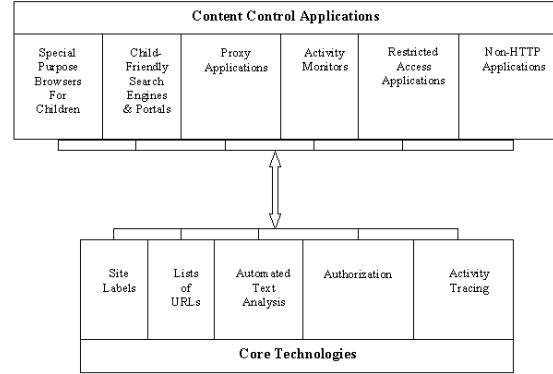 Content Control Applications
Special
Purpose
Browsers
For
Children
Child-
Friendly
Search
Engines
& Portals
Proxy
Applications
Activity
Monitors
Restricted
Access
Applications
Non-HTTP
Applications
Site
Labels
Lists
of
URLs
Automated
Text
Analysis
Authorization
Activity
Tracing
Core Technologies